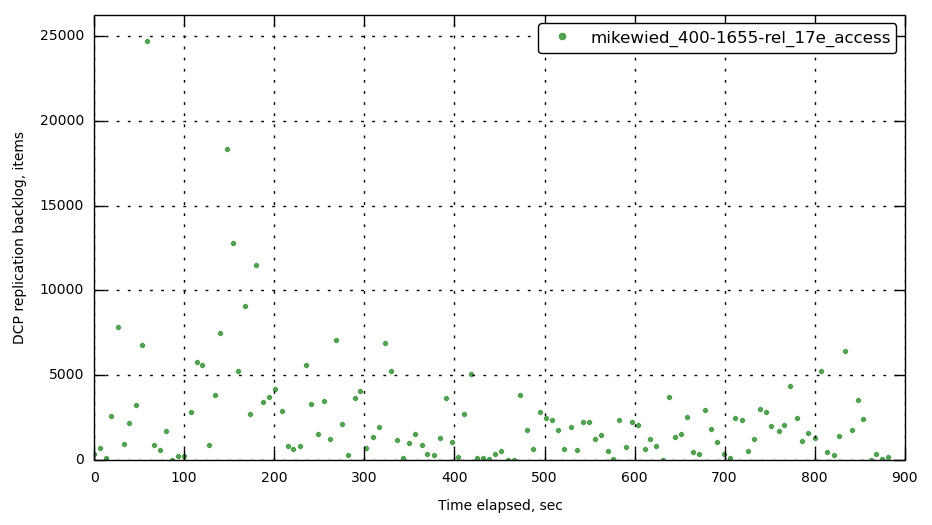 mikewied_400-1655-rel_17e_access
DCP replication backlog, items
25000
20000
15000
10000
5000
0
0 100 200 300 400 500 600 700 800 900
Time elapsed, sec